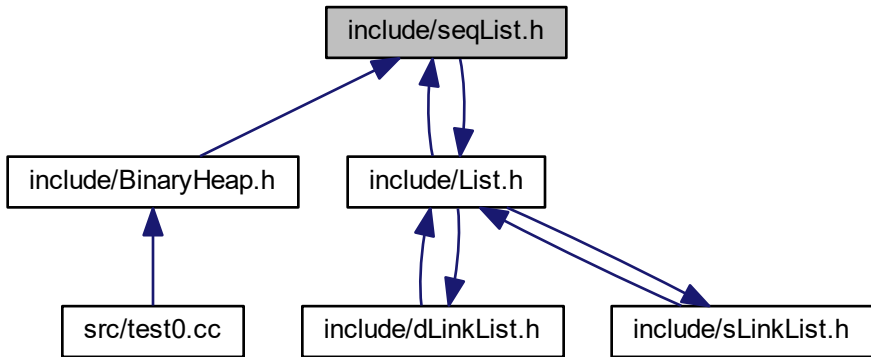 include/seqList.h
include/BinaryHeap.h
include/List.h
src/test0.cc
include/dLinkList.h
include/sLinkList.h